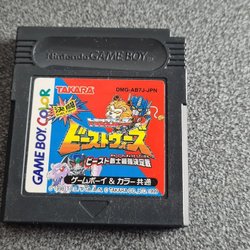 Nintendo GAME BOY
TAKARA
DMG-AB7J-JPN
GAME BOY COLOR
決闘
ビーストウォーズ
ビースト戦士最強決定戦
ゲームボーイ & カラー共通